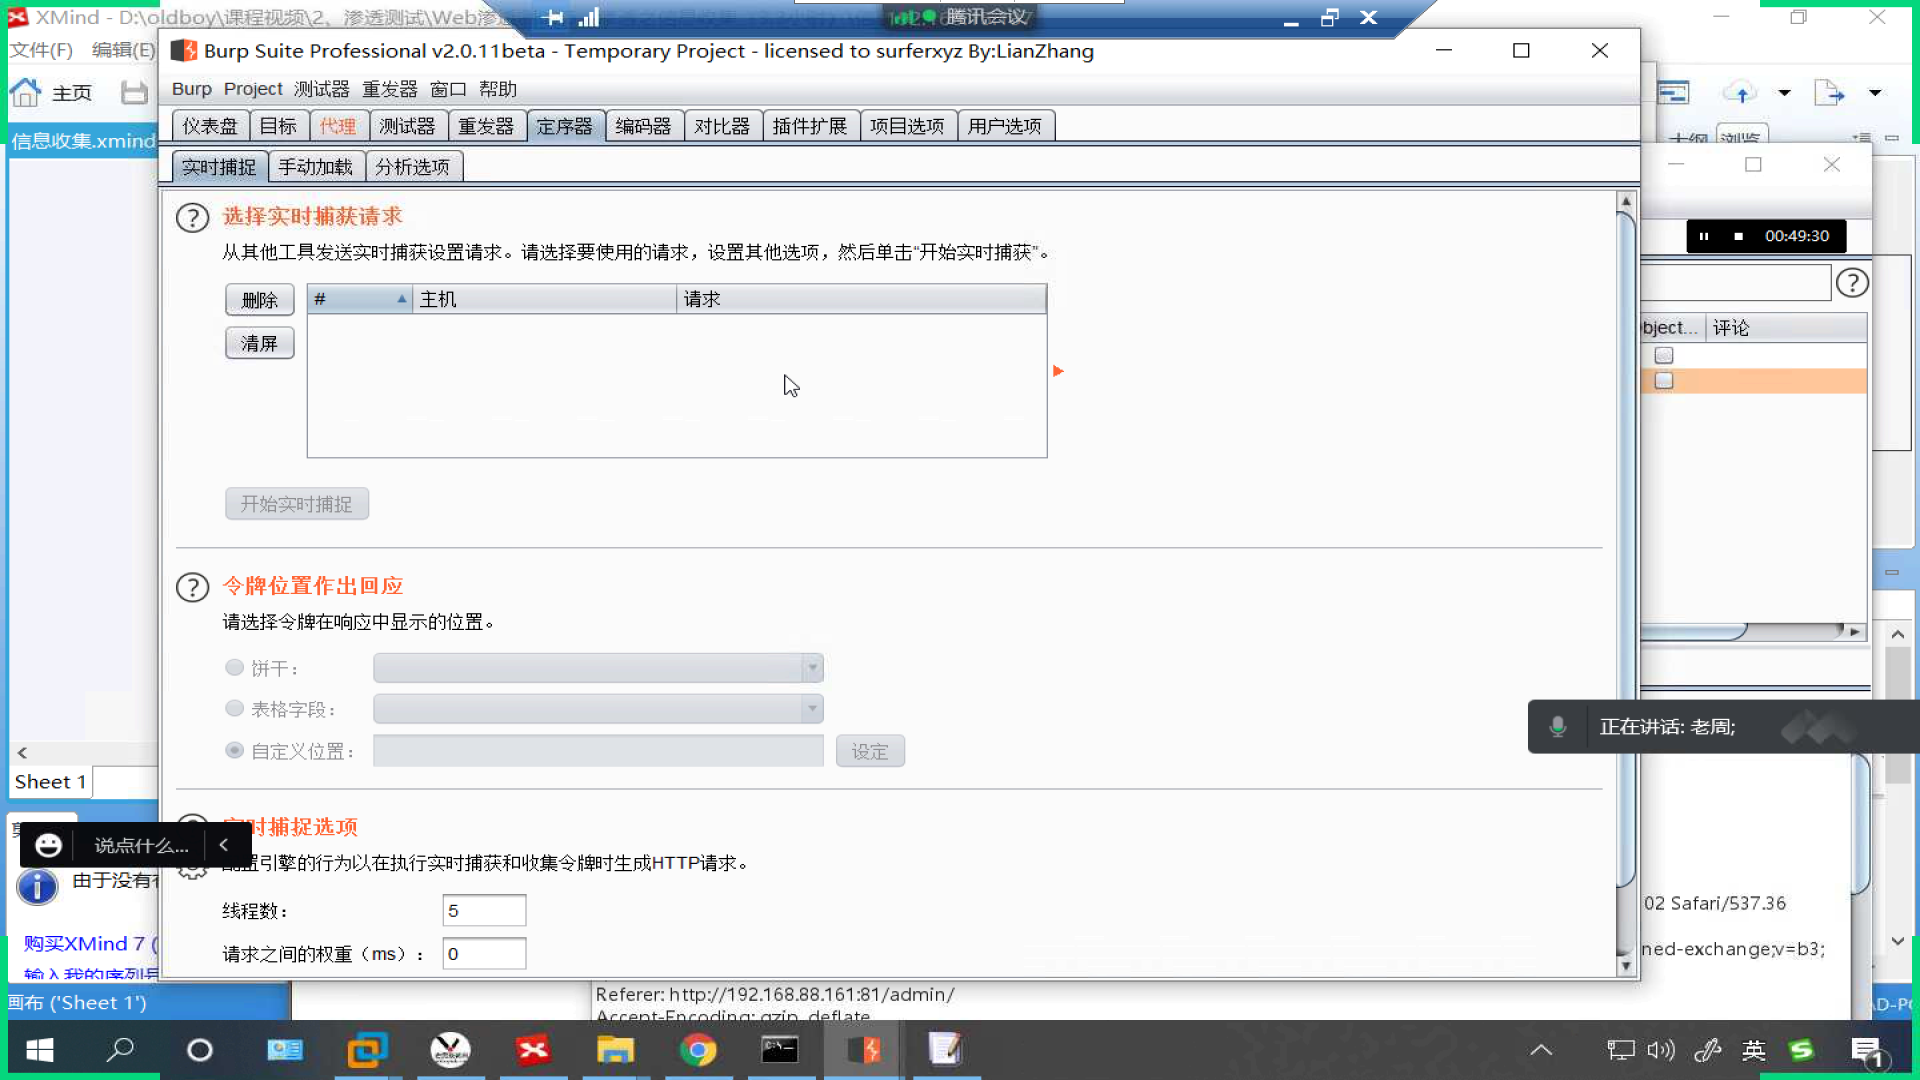 XMind - D:\oldboy\课程视频\2、渗透测试\Web渗透
腾讯会议
文件(F) 编辑(E)
Burp Suite Professional v2.0.11beta - Temporary Project - licensed to surferxyz By:LianZhang
主页
Burp Project 测试器 重发器 窗口 帮助
仪表盘 目标 代理 测试器 重发器 定序器 编码器 对比器 插件扩展 项目选项 用户选项
信息收集.xmind
大纲 浏览
实时捕捉 手动加载 分析选项
选择实时捕获请求
00:49:30
从其他工具发送实时捕获设置请求。请选择要使用的请求，设置其他选项，然后单击“开始实时捕获”。
删除 # 主机 请求
bject... 评论
清屏
开始实时捕捉
令牌位置作出回应
请选择令牌在响应中显示的位置。
饼干：
表格字段：
自定义位置： 设定
正在讲话: 老周;
Sheet 1
实时捕捉选项
说点什么...
配置引擎的行为以在执行实时捕获和收集令牌时生成HTTP请求。
由于没有
线程数： 5
02 Safari/537.36
购买XMind 7 (
请求之间的权重（ms）： 0
ned-exchange;v=b3;
输入我的序列号
画布 ('Sheet 1')
Referer: http://192.168.88.161:81/admin/
AD-PC
Accept-Encoding: gzip, deflate
英
1